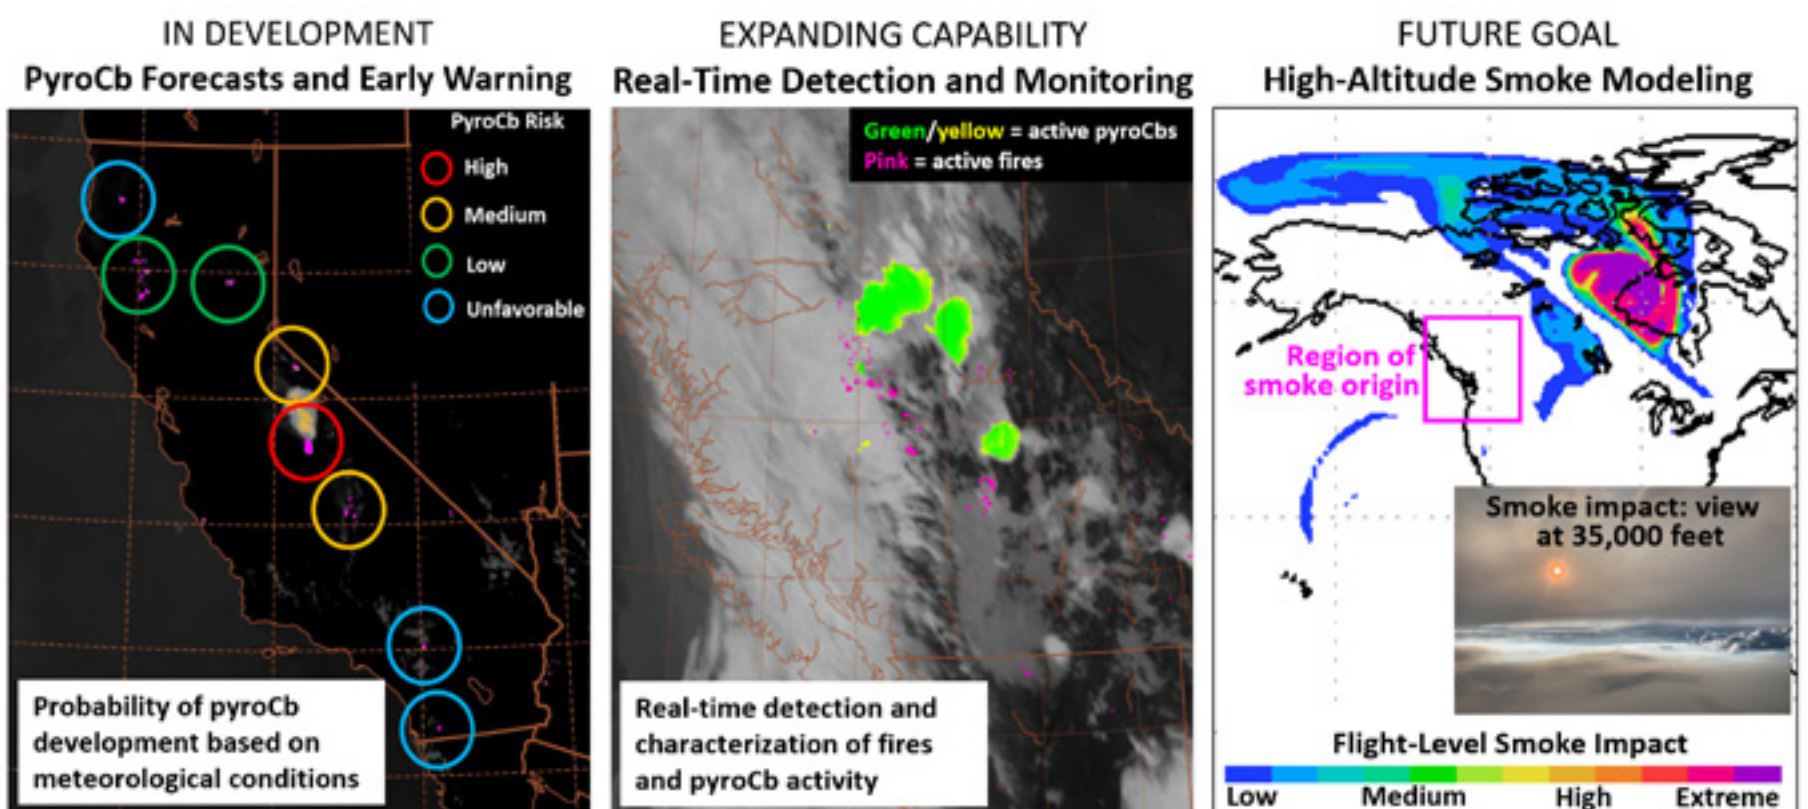 IN DEVELOPMENT
PyroCb Forecasts and Early Warning
PyroCb Risk
High
Medium
Low
Unfavorable
Probability of pyroCb
development based on
meteorological conditions
EXPANDING CAPABILITY
Real-Time Detection and Monitoring
Green/yellow = active pyroCbs
Pink = active fires
Real-time detection and
characterization of fires
and pyroCb activity
FUTURE GOAL
High-Altitude Smoke Modeling
Region of
smoke origin
Smoke impact: view
at 35,000 feet
Flight-Level Smoke Impact
Low Medium High Extreme